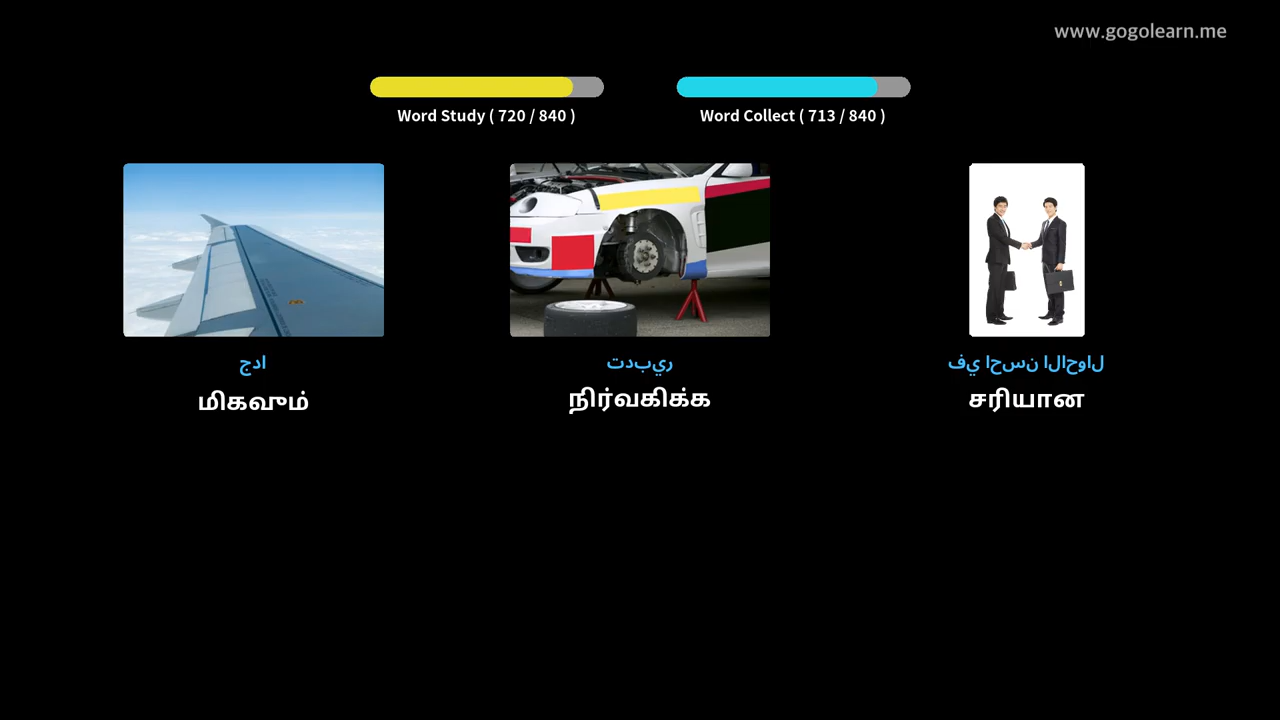 www.gogolearn.me
Word Study ( 720 / 840 )
Word Collect ( 713 / 840 )
جدا
تدبير
في احسن الاحوال
மிகவும்
நிர்வகிக்க
சரியான